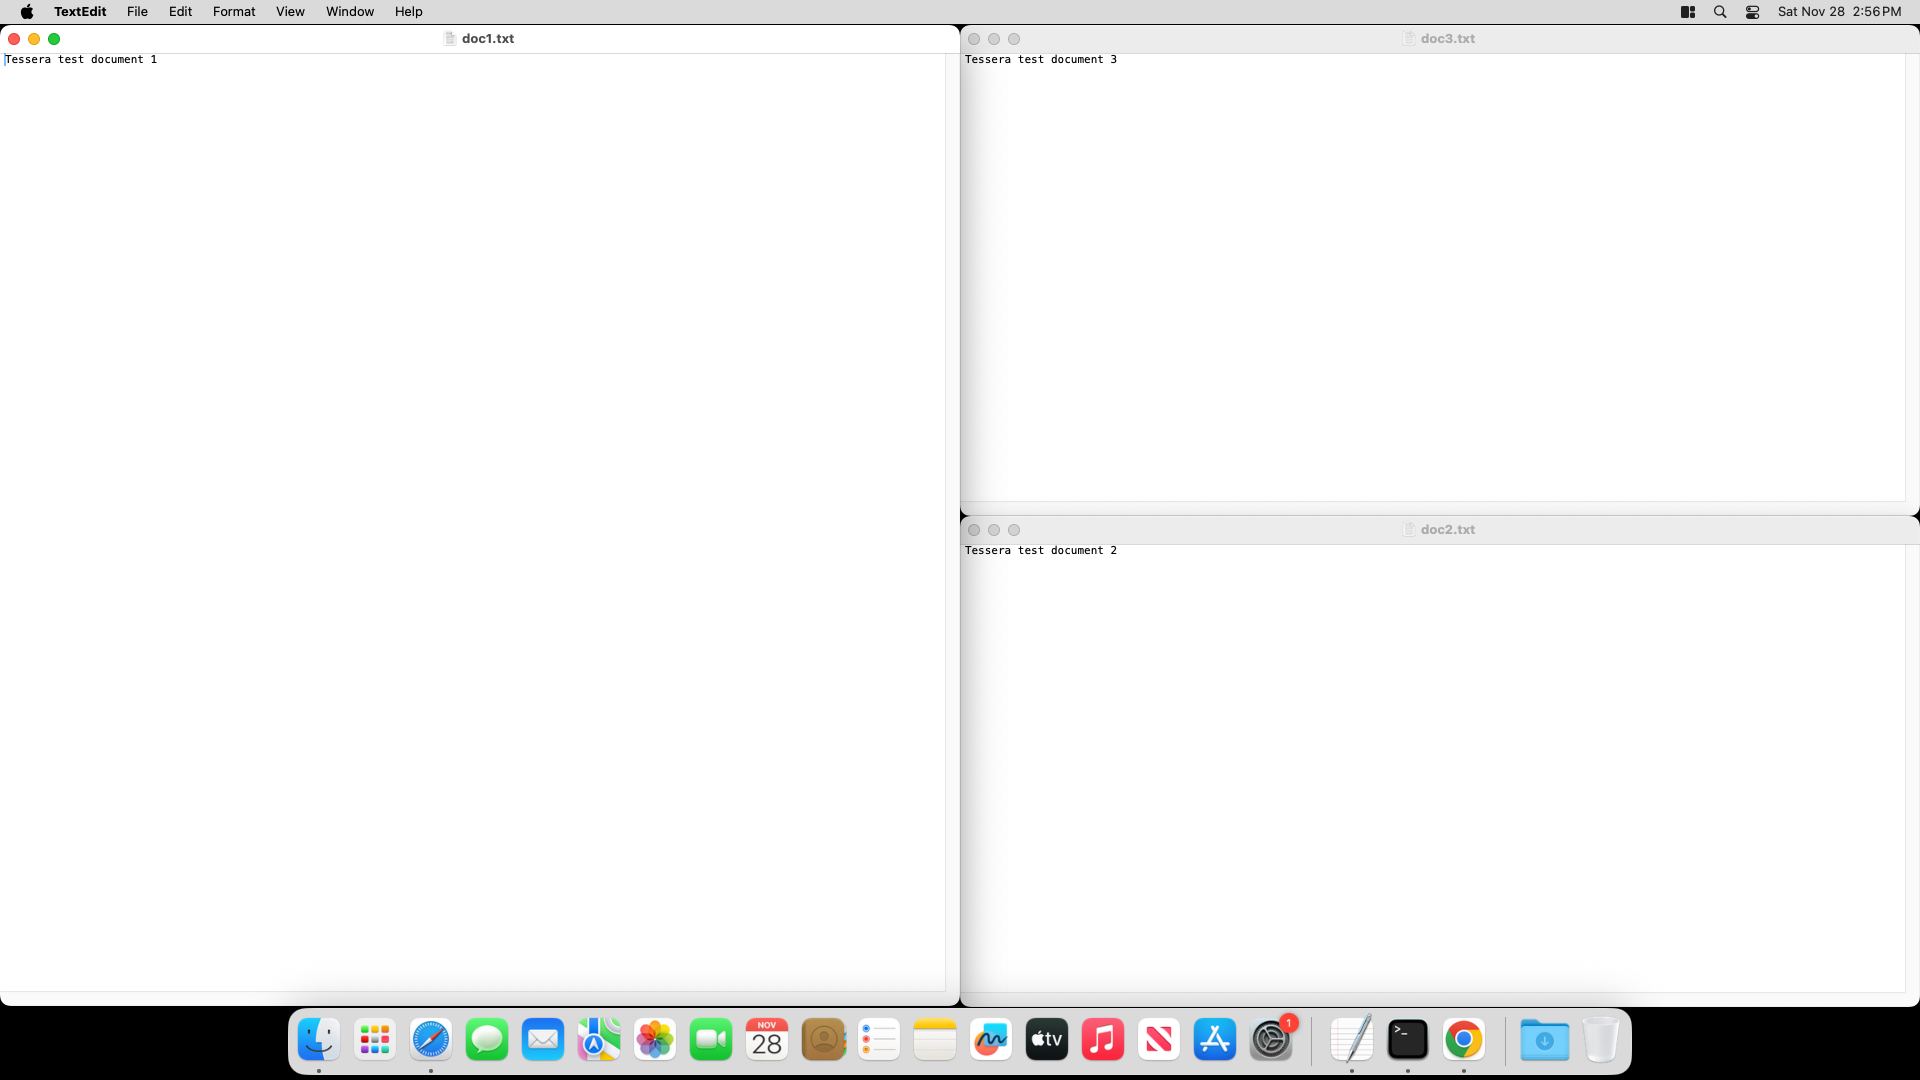 TextEdit File Edit Format View Window Help Sat Nov 28 2:56 PM
doc1.txt
Tessera test document 1
doc3.txt
Tessera test document 3
doc2.txt
Tessera test document 2
NOV
28
tv
1
>_